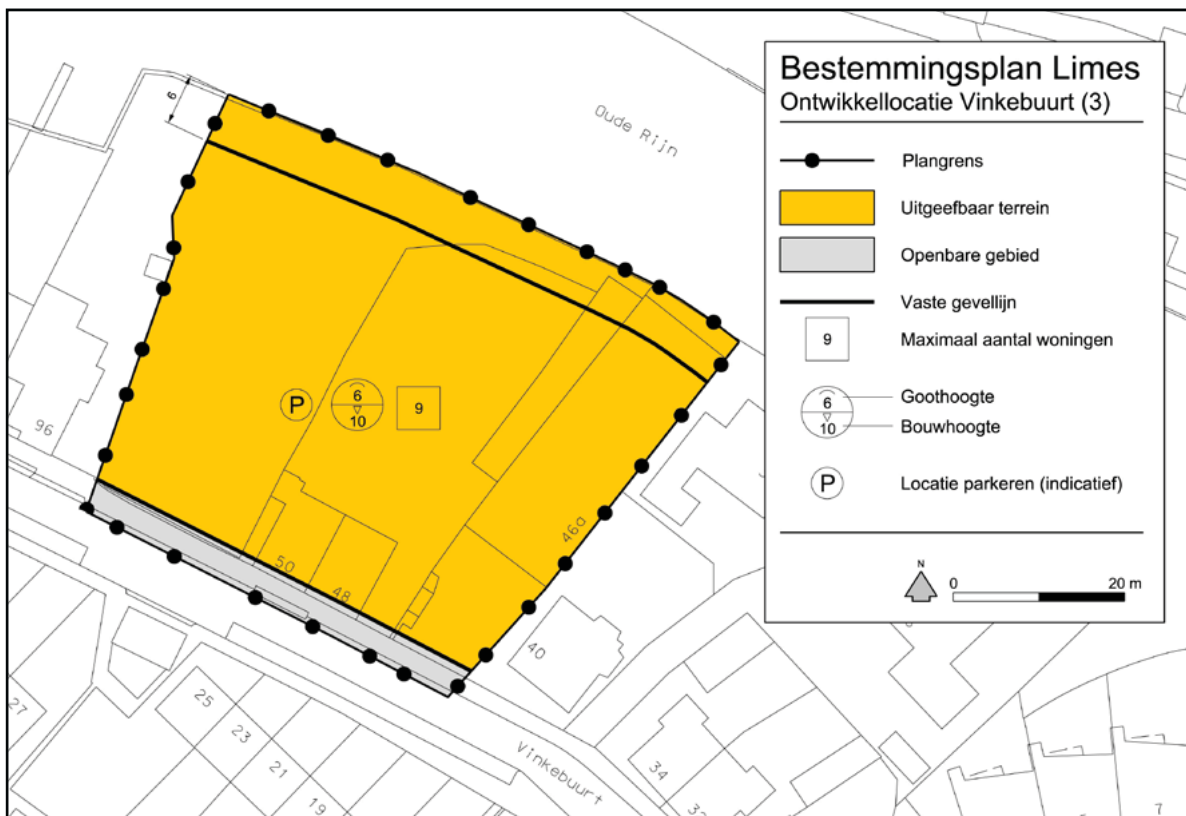 Bestemmingsplan Limes
Ontwikkellocatie Vinkebuurt (3)
Plangrens
Uitgeefbaar terrein
Openbare gebied
Vaste gevellijn
9
Maximaal aantal woningen
6
Goothoogte
10
Bouwhoogte
P
Locatie parkeren (indicatief)
N
0
20 m
6
Oude Rijn
P
6
10
9
96
50
48
46a
40
Vinkebuurt
34
27
25
23
21
19
7